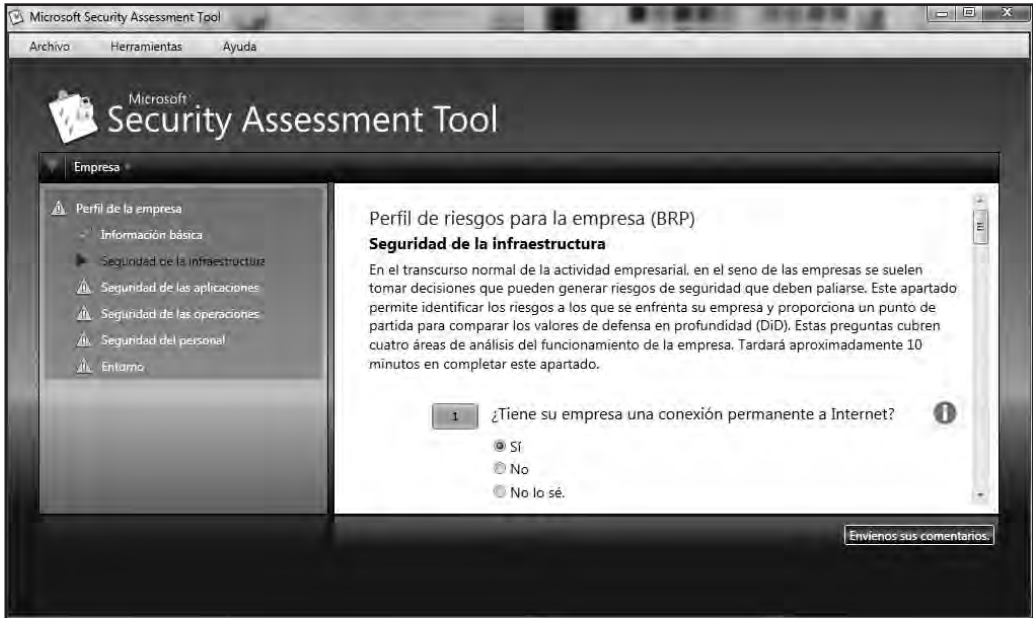 Microsoft Security Assessment Tool
Archivo Herramientas Ayuda
Microsoft
Security Assessment Tool
Empresa
Perfil de la empresa
Información básica
Seguridad de la infraestructura
Seguridad de las aplicaciones
Seguridad de las operaciones
Seguridad del personal
Entorno
Perfil de riesgos para la empresa (BRP)
Seguridad de la infraestructura
En el transcurso normal de la actividad empresarial, en el seno de las empresas se suelen
tomar decisiones que pueden generar riesgos de seguridad que deben paliarse. Este apartado
permite identificar los riesgos a los que se enfrenta su empresa y proporciona un punto de
partida para comparar los valores de defensa en profundidad (DiD). Estas preguntas cubren
cuatro áreas de análisis del funcionamiento de la empresa. Tardará aproximadamente 10
minutos en completar este apartado.
1 ¿Tiene su empresa una conexión permanente a Internet?
Sí
No
No lo sé.
Envíenos sus comentarios.